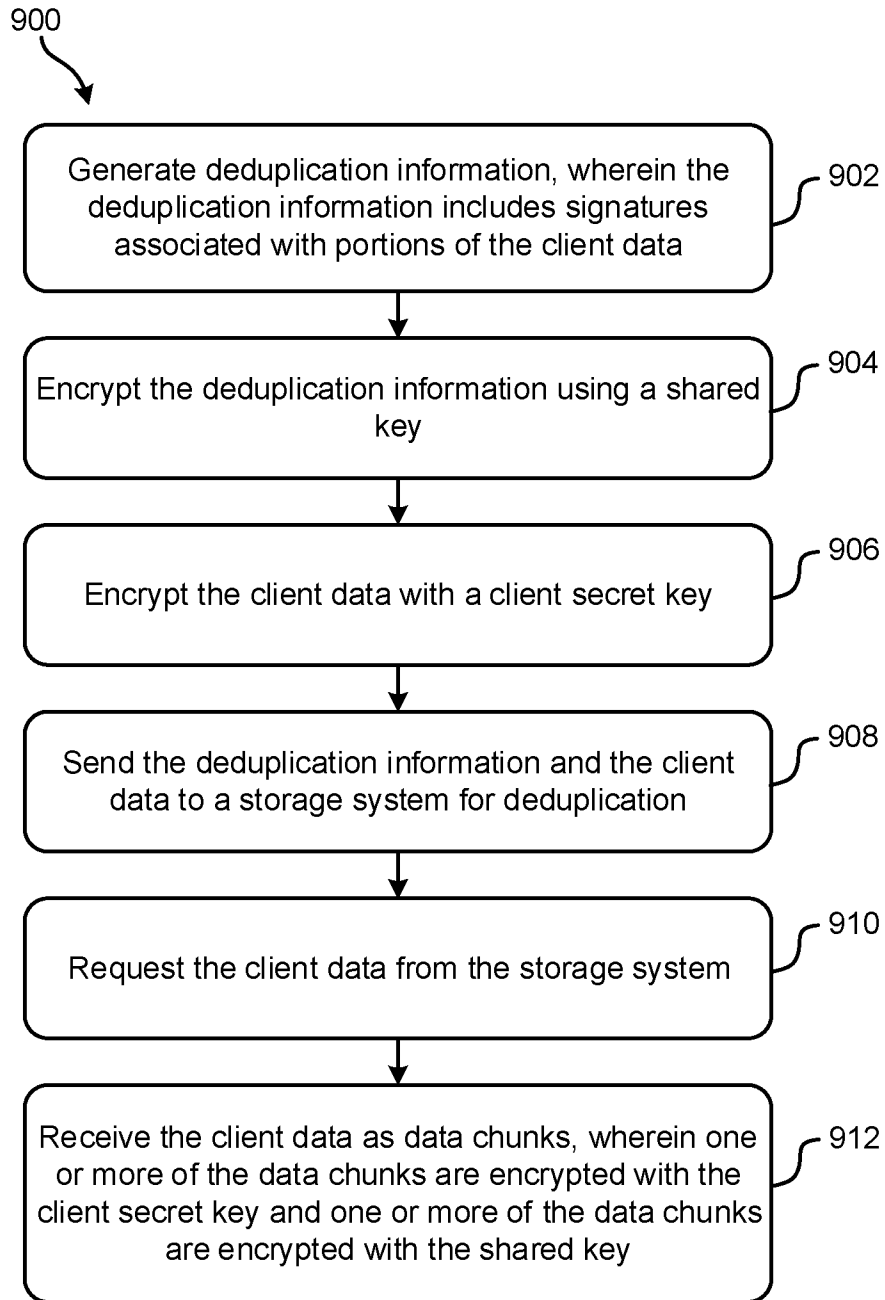 900
Generate deduplication information, wherein the
deduplication information includes signatures
associated with portions of the client data
902
Encrypt the deduplication information using a shared
key
904
Encrypt the client data with a client secret key
906
Send the deduplication information and the client
data to a storage system for deduplication
908
Request the client data from the storage system
910
Receive the client data as data chunks, wherein one
or more of the data chunks are encrypted with the
client secret key and one or more of the data chunks
are encrypted with the shared key
912